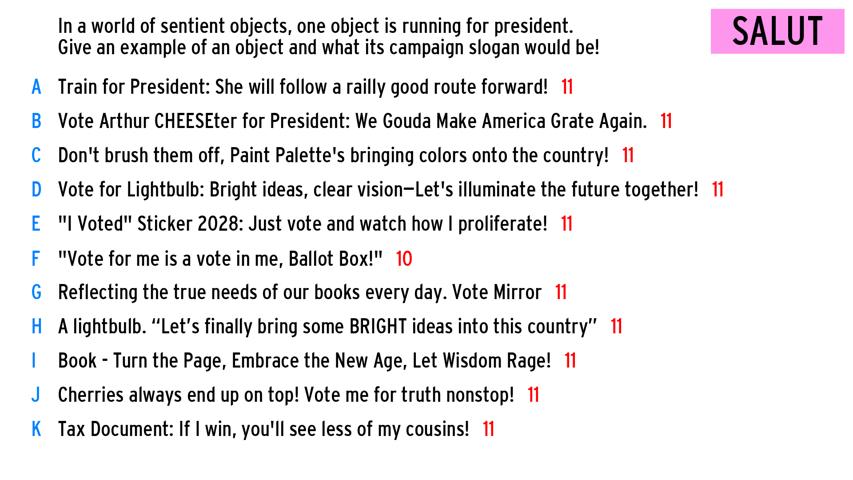 In a world of sentient objects, one object is running for president.
Give an example of an object and what its campaign slogan would be!
SALUT
A Train for President: She will follow a railly good route forward! 11
B Vote Arthur CHEESEter for President: We Gouda Make America Grate Again. 11
C Don't brush them off, Paint Palette's bringing colors onto the country! 11
D Vote for Lightbulb: Bright ideas, clear vision—Let's illuminate the future together! 11
E "I Voted" Sticker 2028: Just vote and watch how I proliferate! 11
F "Vote for me is a vote in me, Ballot Box!" 10
G Reflecting the true needs of our books every day. Vote Mirror 11
H A lightbulb. “Let’s finally bring some BRIGHT ideas into this country” 11
I Book - Turn the Page, Embrace the New Age, Let Wisdom Rage! 11
J Cherries always end up on top! Vote me for truth nonstop! 11
K Tax Document: If I win, you'll see less of my cousins! 11